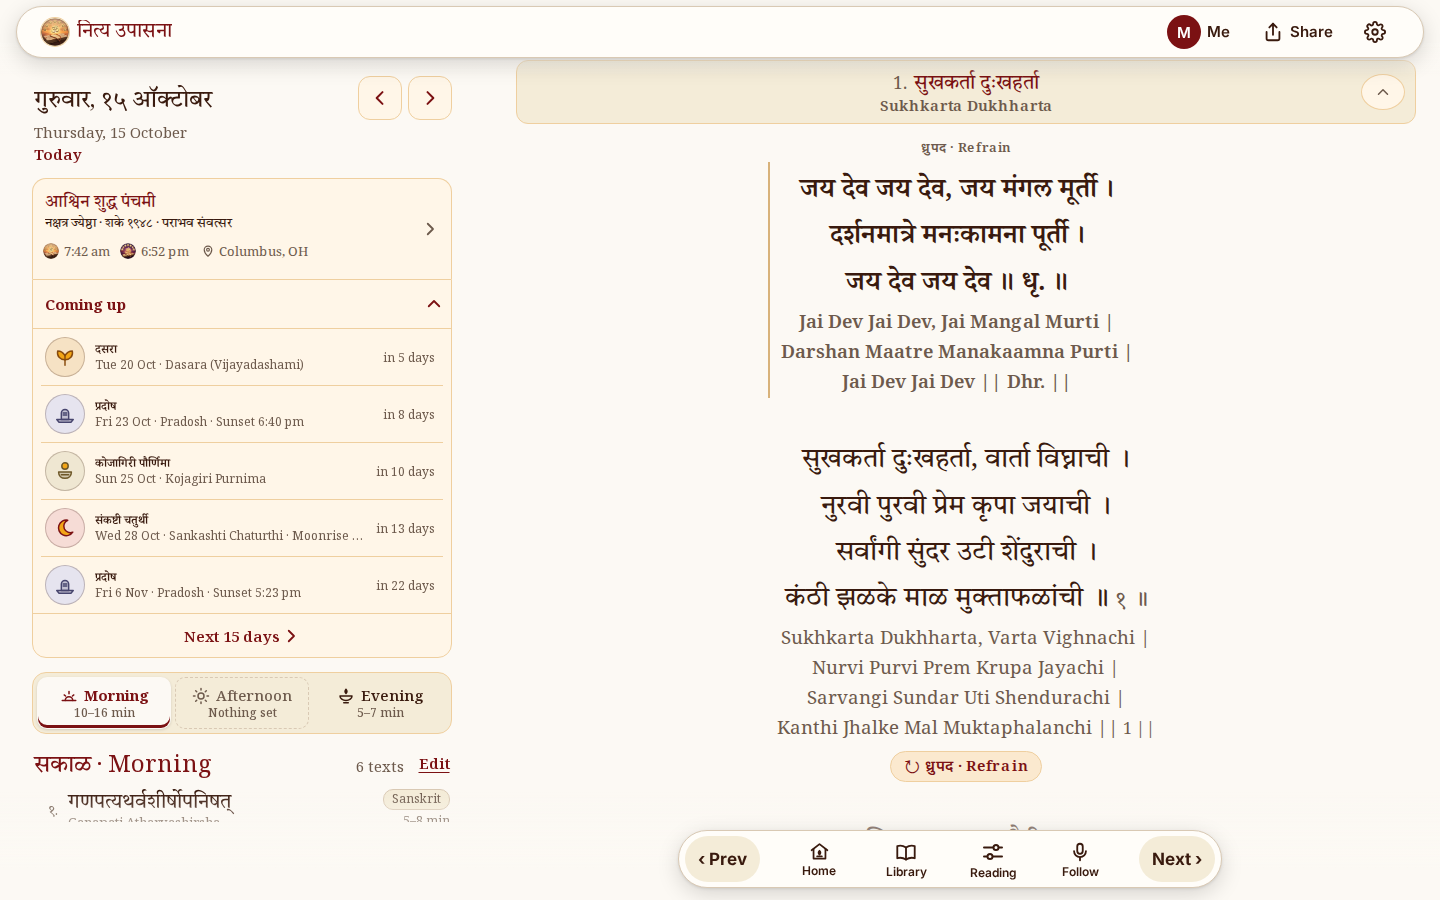 नित्य उपासना
M Me
Share
गुरुवार, १५ ऑक्टोबर
Thursday, 15 October
Today
आश्विन शुद्ध पंचमी
नक्षत्र ज्येष्ठा · शके १९४८ · पराभव संवत्सर
7:42 am 6:52 pm Columbus, OH
Coming up
दसरा
Tue 20 Oct · Dasara (Vijayadashami)
in 5 days
प्रदोष
Fri 23 Oct · Pradosh · Sunset 6:40 pm
in 8 days
कोजागिरी पौर्णिमा
Sun 25 Oct · Kojagiri Purnima
in 10 days
संकष्टी चतुर्थी
Wed 28 Oct · Sankashti Chaturthi · Moonrise …
in 13 days
प्रदोष
Fri 6 Nov · Pradosh · Sunset 5:23 pm
in 22 days
Next 15 days
Morning
10–16 min
Afternoon
Nothing set
Evening
5–7 min
सकाळ · Morning
6 texts Edit
१. गणपत्यथर्वशीर्षोपनिषत्
Sanskrit
5–8 min
1. सुखकर्ता दुःखहर्ता
Sukhkarta Dukhharta
ध्रुपद · Refrain
जय देव जय देव, जय मंगल मूर्ती ।
दर्शनमात्रे मनःकामना पूर्ती ।
जय देव जय देव ॥ धृ. ॥
Jai Dev Jai Dev, Jai Mangal Murti |
Darshan Maatre Manakaamna Purti |
Jai Dev Jai Dev || Dhr. ||
सुखकर्ता दुःखहर्ता, वार्ता विघ्नाची ।
नुरवी पुरवी प्रेम कृपा जयाची ।
सर्वांगी सुंदर उटी शेंदुराची ।
कंठी झळके माळ मुक्ताफळांची ॥ १ ॥
Sukhkarta Dukhharta, Varta Vighnachi |
Nurvi Purvi Prem Krupa Jayachi |
Sarvangi Sundar Uti Shendurachi |
Kanthi Jhalke Mal Muktaphalanchi || 1 ||
ध्रुपद · Refrain
‹ Prev
Home
Library
Reading
Follow
Next ›